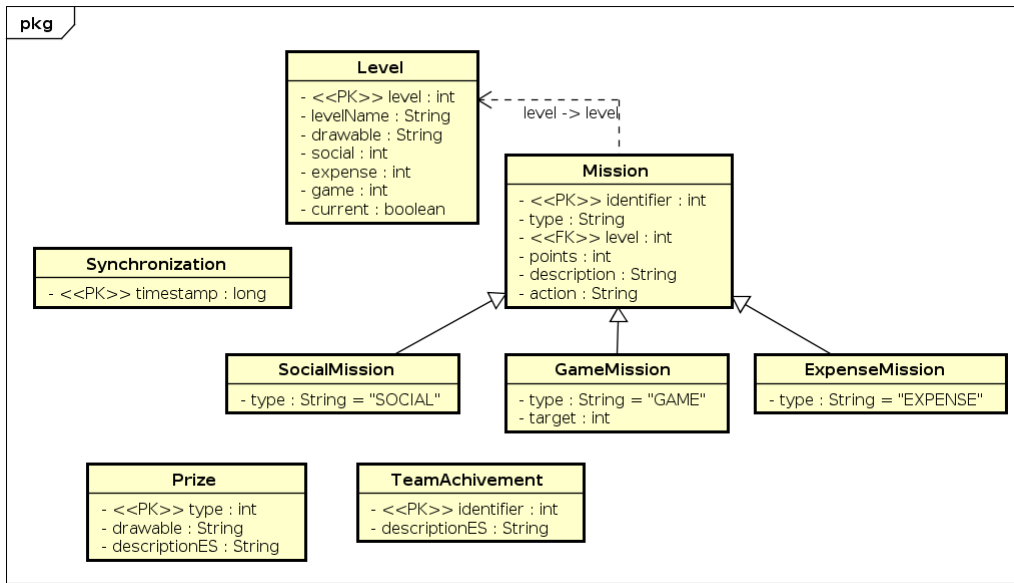 pkg
Level
- <<PK>> level : int
- levelName : String
- drawable : String
- social : int
- expense : int
- game : int
- current : boolean
level -> level
Mission
- <<PK>> identifier : int
- type : String
- <<FK>> level : int
- points : int
- description : String
- action : String
Synchronization
- <<PK>> timestamp : long
SocialMission
- type : String = "SOCIAL"
GameMission
- type : String = "GAME"
- target : int
ExpenseMission
- type : String = "EXPENSE"
Prize
- <<PK>> type : int
- drawable : String
- descriptionES : String
TeamAchivement
- <<PK>> identifier : int
- descriptionES : String